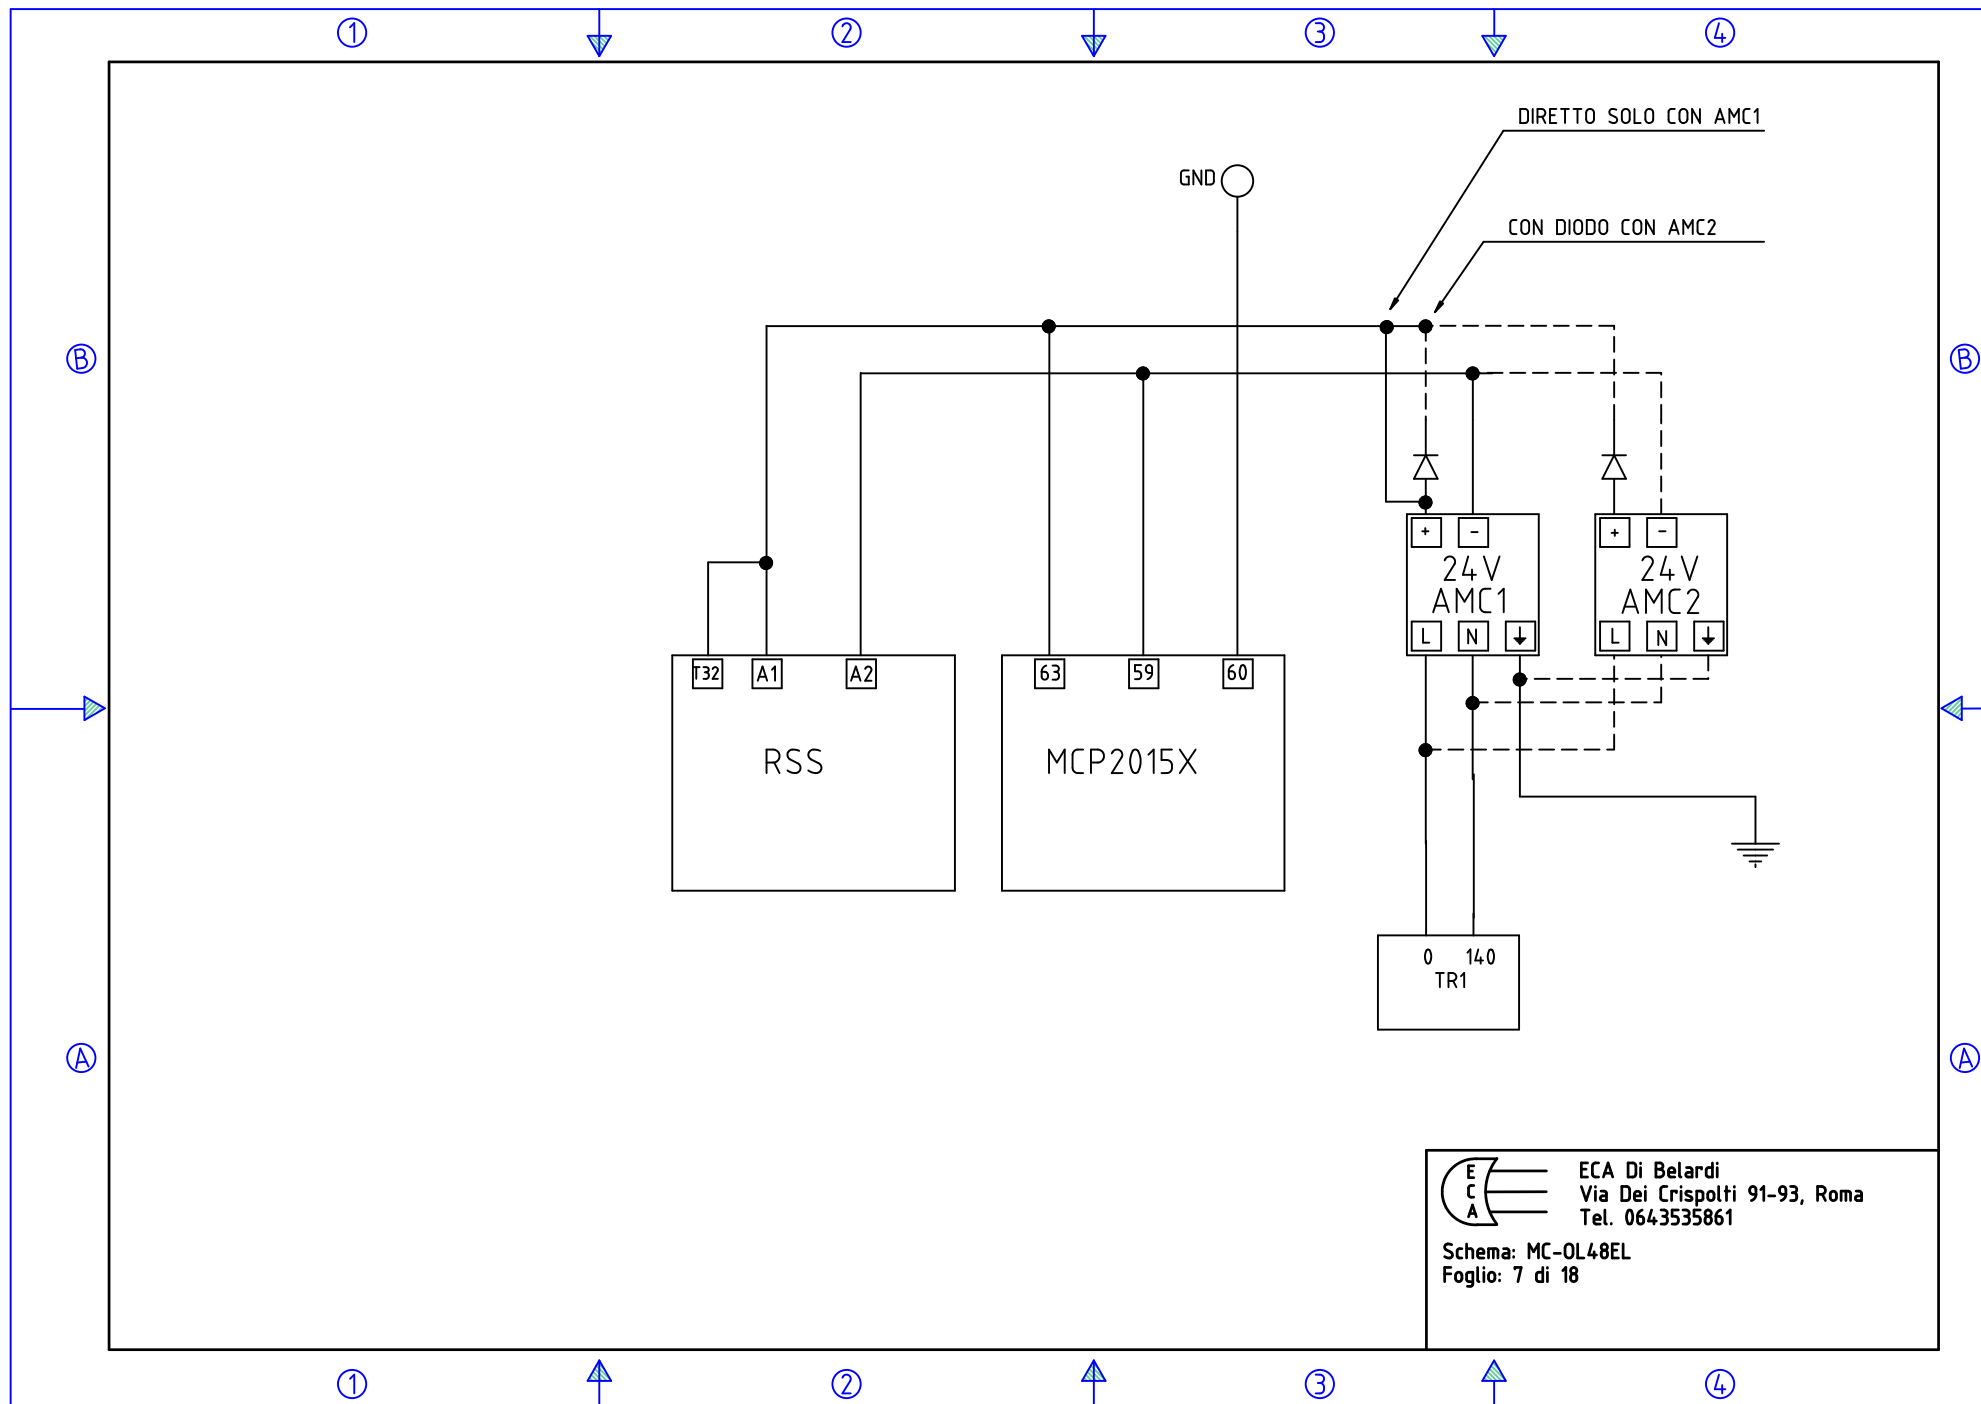 1 2 3 4
DIRETTO SOLO CON AMC1
GND
CON DIODO CON AMC2
B B
+ - + -
24V 24V
AMC1 AMC2
L N L N
T32 A1 A2 63 59 60
RSS MCP2015X
0 140
TR1
A A
E
C
A
ECA Di Belardi
Via Dei Crispolti 91-93, Roma
Tel. 0643535861
Schema: MC-OL48EL
Foglio: 7 di 18
1 2 3 4